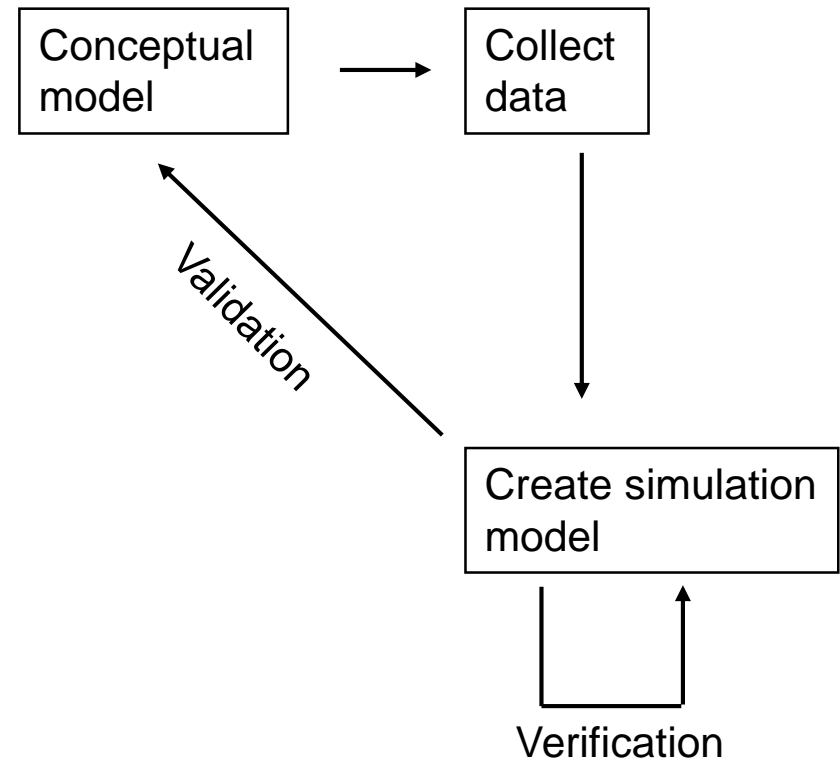 Conceptual
model
Collect
data
Validation
Create simulation
model
Verification